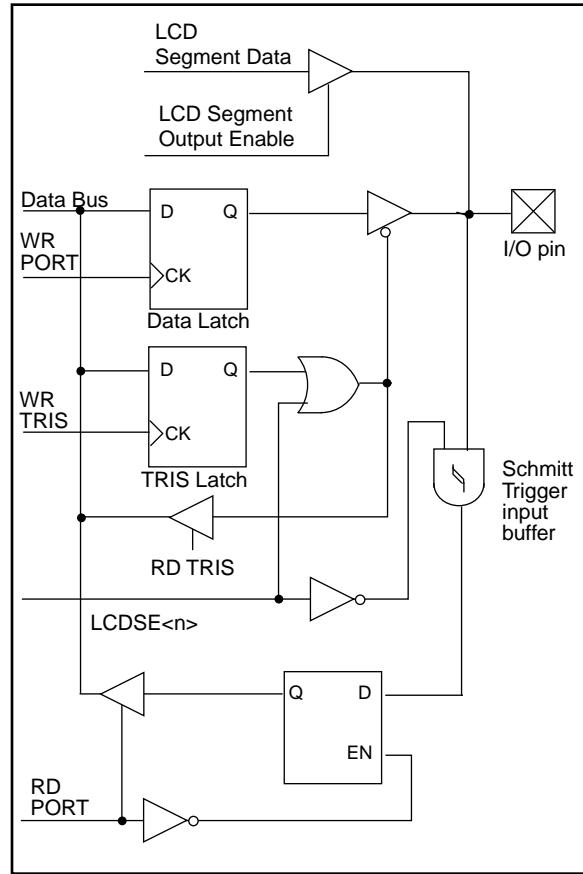 LCD
Segment Data
LCD Segment
Output Enable
Data Bus
D
Q
WR
PORT
CK
I/O pin
Data Latch
D
Q
WR
TRIS
CK
Schmitt
Trigger
input
buffer
TRIS Latch
RD TRIS
LCDSE<n>
Q
D
EN
RD
PORT